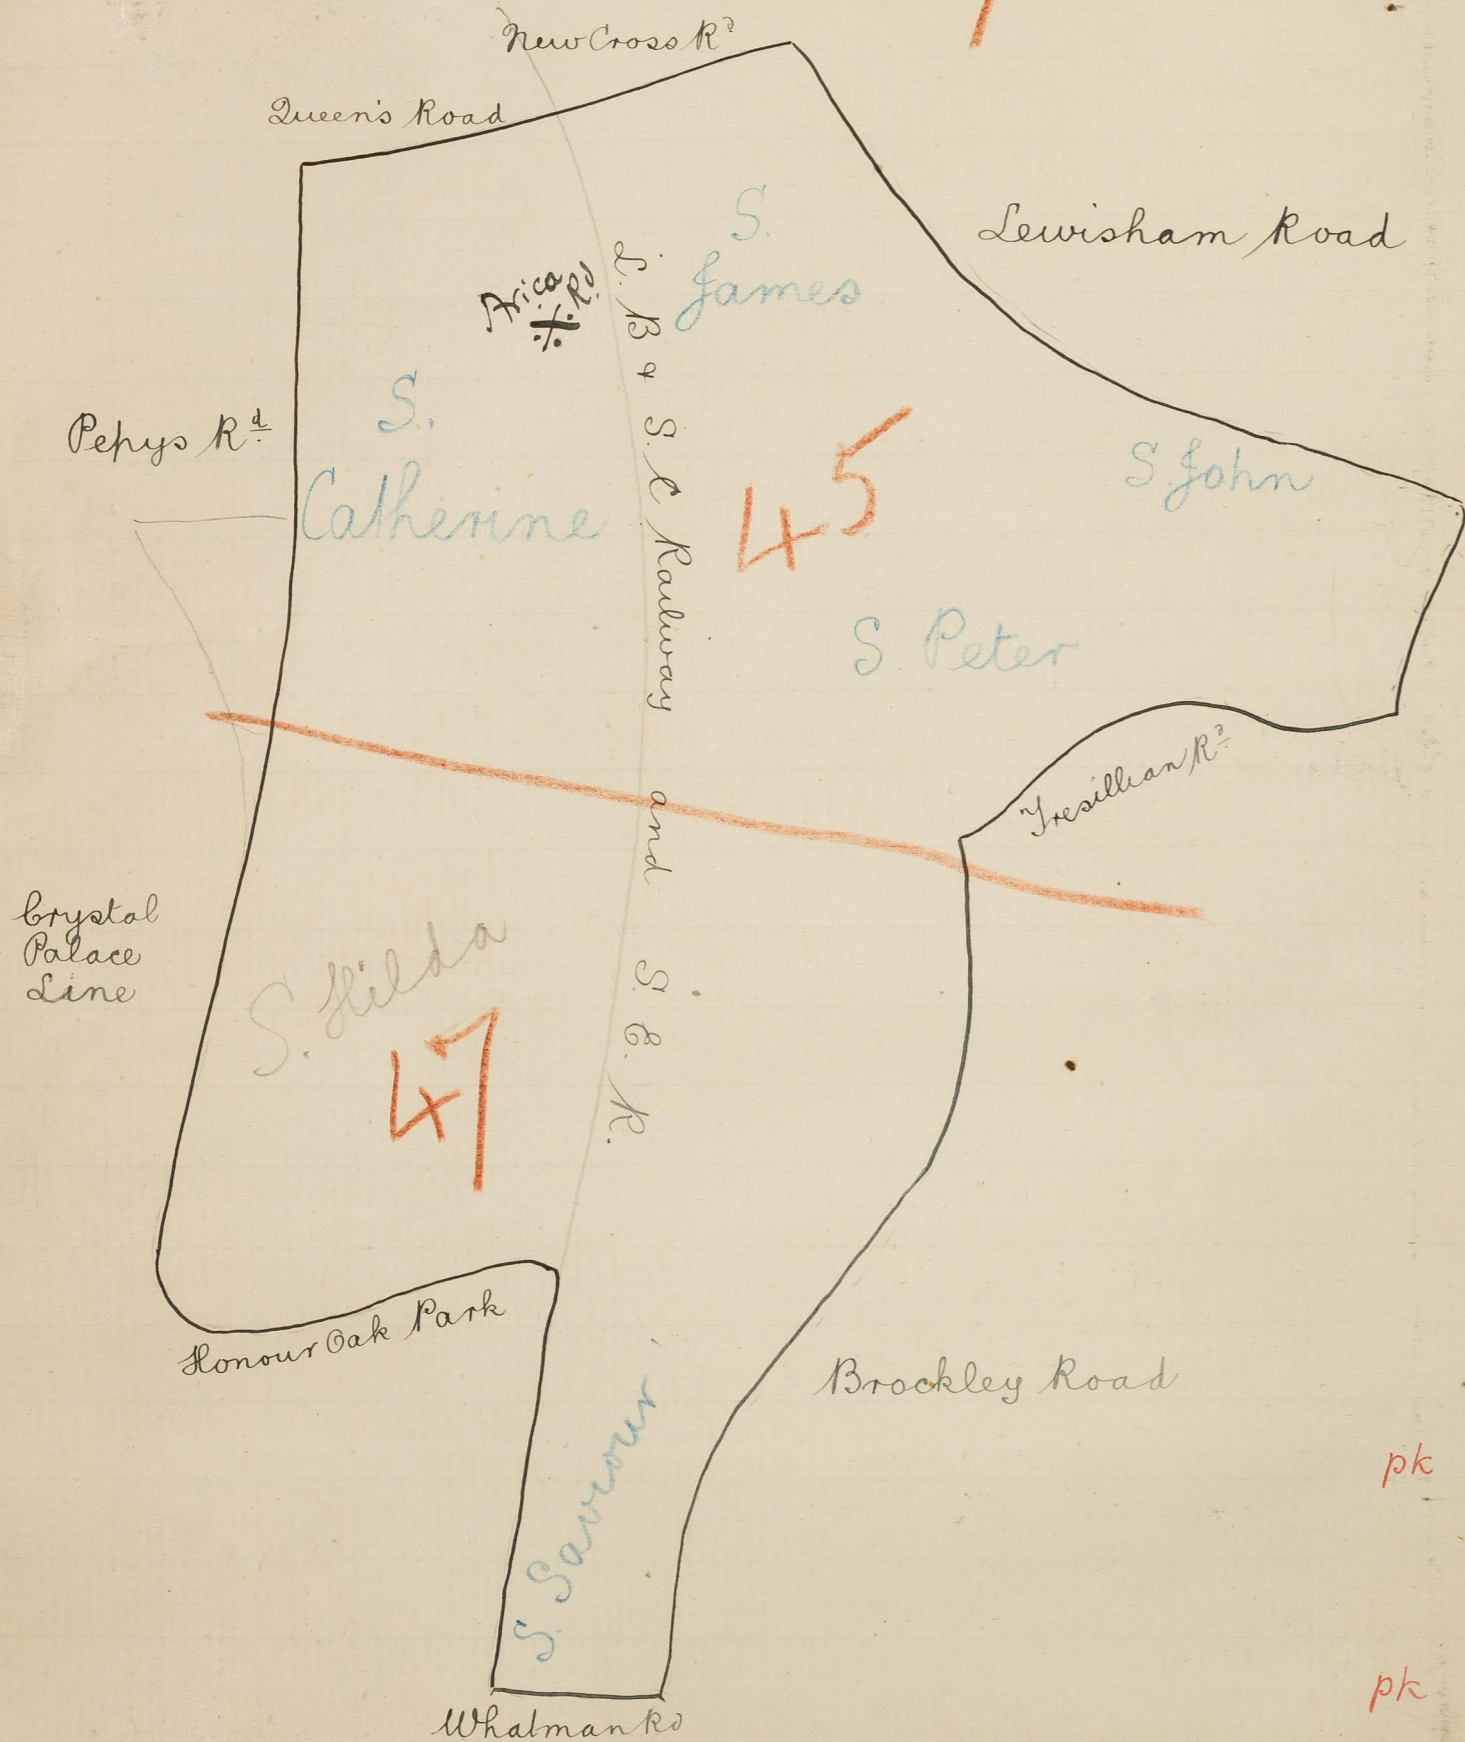 New Cross Rd
Queen's Road
Lewisham Road
S.
James
Arica Rd
L. B & S. C Railway and S. E. R.
Pepys Rd
S.
Catherine
45
S. John
S. Peter
Tresillian Rd
Crystal
Palace
Line
S. Hilda
47
Honour Oak Park
Brockley Road
S. Saviour
pk
pk
Whatman Rd